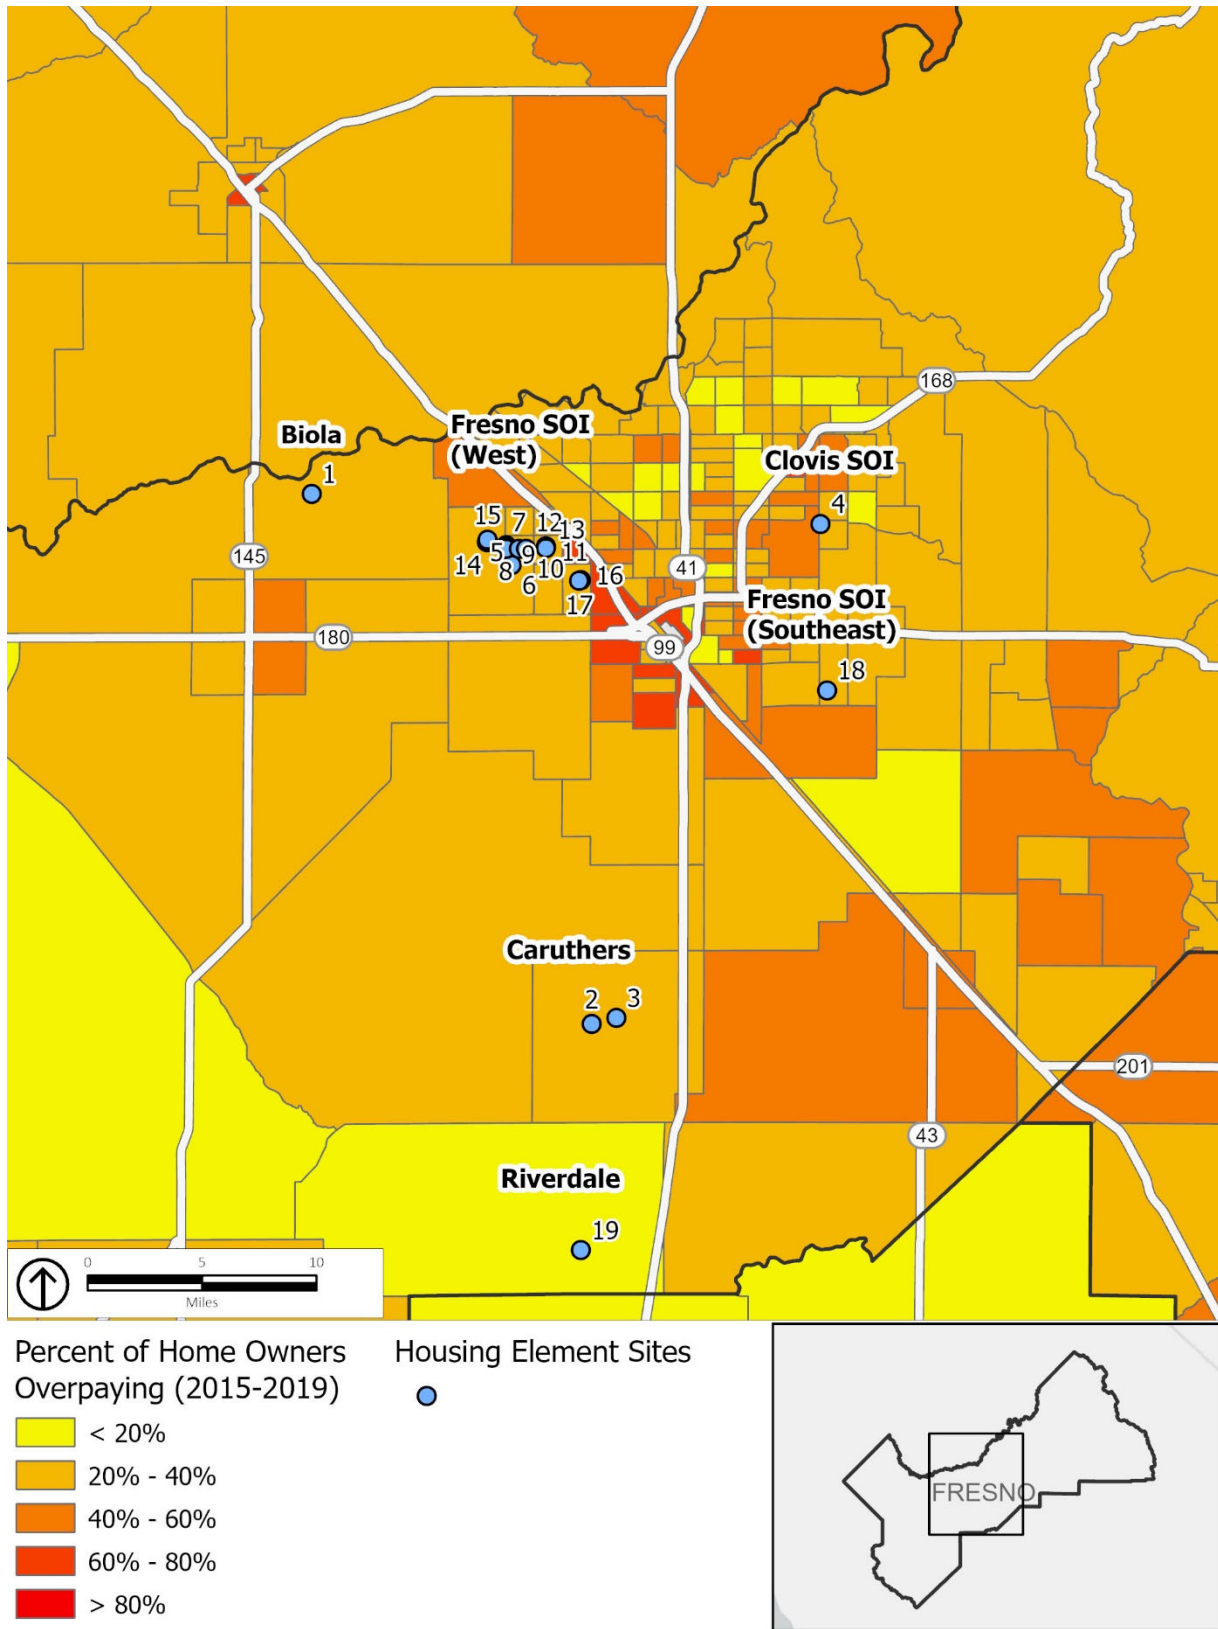 168
Fresno SOI
(West)
Biola
Clovis SOI
1
4
15
7
12
13
145
5
9
11
14
8
10
16
41
6
17
Fresno SOI
(Southeast)
180
99
18
Caruthers
2
3
201
43
Riverdale
19
0
5
10
Miles
Percent of Home Owners
Overpaying (2015-2019)
< 20%
20% - 40%
40% - 60%
60% - 80%
> 80%
Housing Element Sites
FRESNO